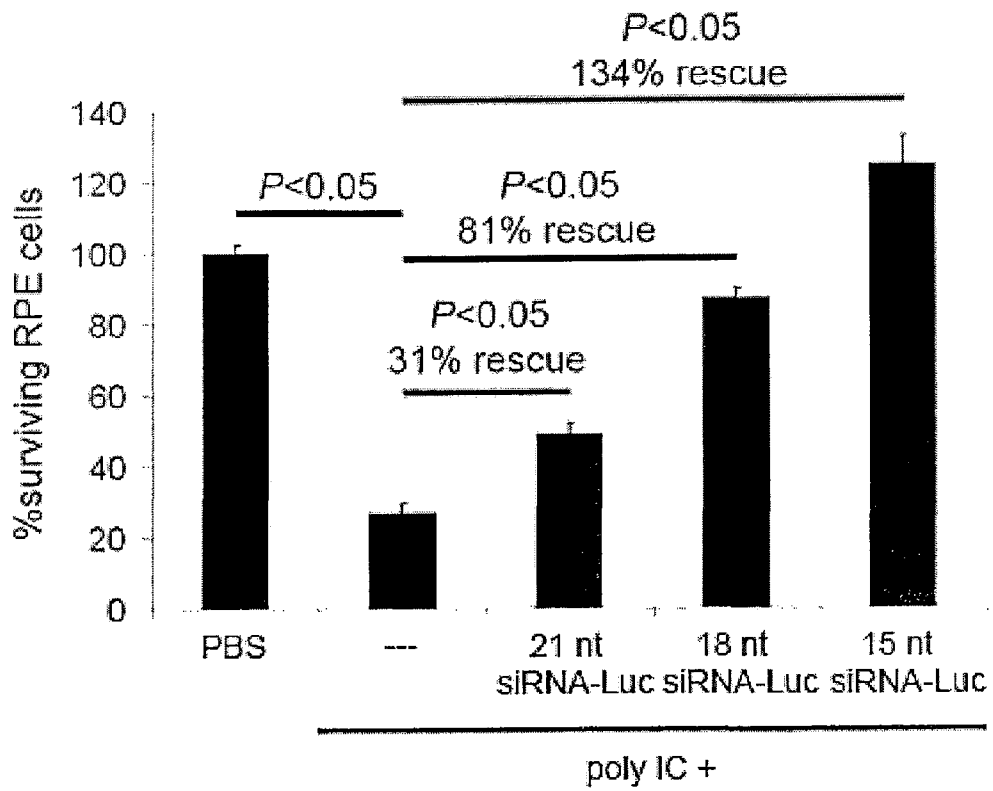 P<0.05
134% rescue
140
120
100
80
60
40
20
0
%surviving RPE cells
P<0.05
P<0.05
81% rescue
P<0.05
31% rescue
PBS
---
21 nt
siRNA-Luc
18 nt
siRNA-Luc
15 nt
siRNA-Luc
poly IC +